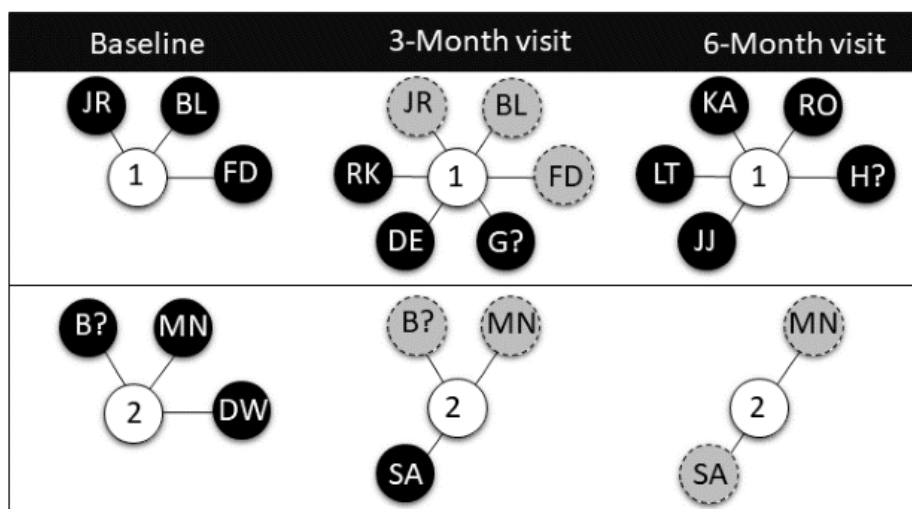 Baseline 3-Month visit 6-Month visit
JR BL JR BL KA RO
1 FD RK 1 FD LT 1 H?
DE G? JJ
B? MN B? MN MN
2 DW 2 2
SA SA